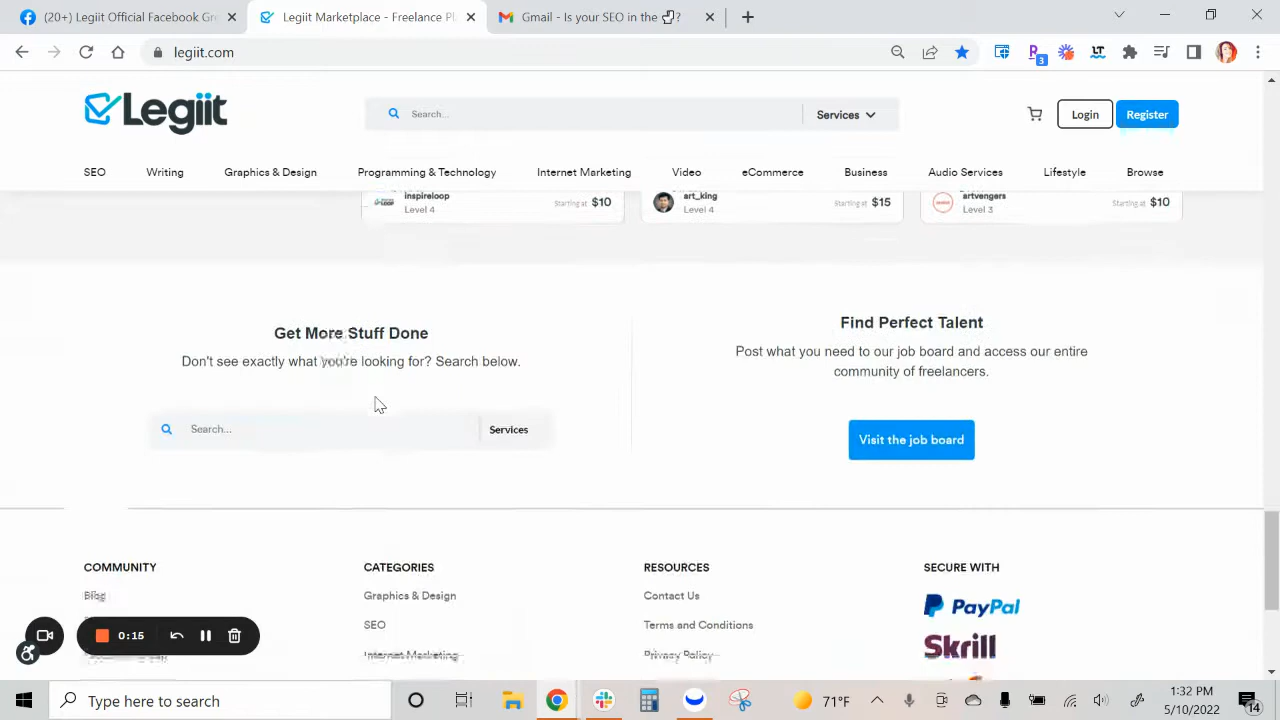 (20+) Legiit Official Facebook Gr
Legiit Marketplace - Freelance Pl
Gmail - Is your SEO in the ?
legiit.com
3
LT
Legiit
Search...
Services
Login
Register
SEO
Writing
Graphics & Design
Programming & Technology
Internet Marketing
Video
eCommerce
Business
Audio Services
Lifestyle
Browse
inspireloop
Level 4
Starting at $10
art_king
Level 4
Starting at $15
artvengers
Level 3
Starting at $10
Get More Stuff Done
Don't see exactly what you're looking for? Search below.
Search...
Services
Find Perfect Talent
Post what you need to our job board and access our entire
community of freelancers.
Visit the job board
COMMUNITY
Blog
CATEGORIES
Graphics & Design
SEO
Internet Marketing
RESOURCES
Contact Us
Terms and Conditions
Privacy Policy
SECURE WITH
PayPal
Skrill
0:15
Type here to search
71°F
1:32 PM
5/10/2022
14